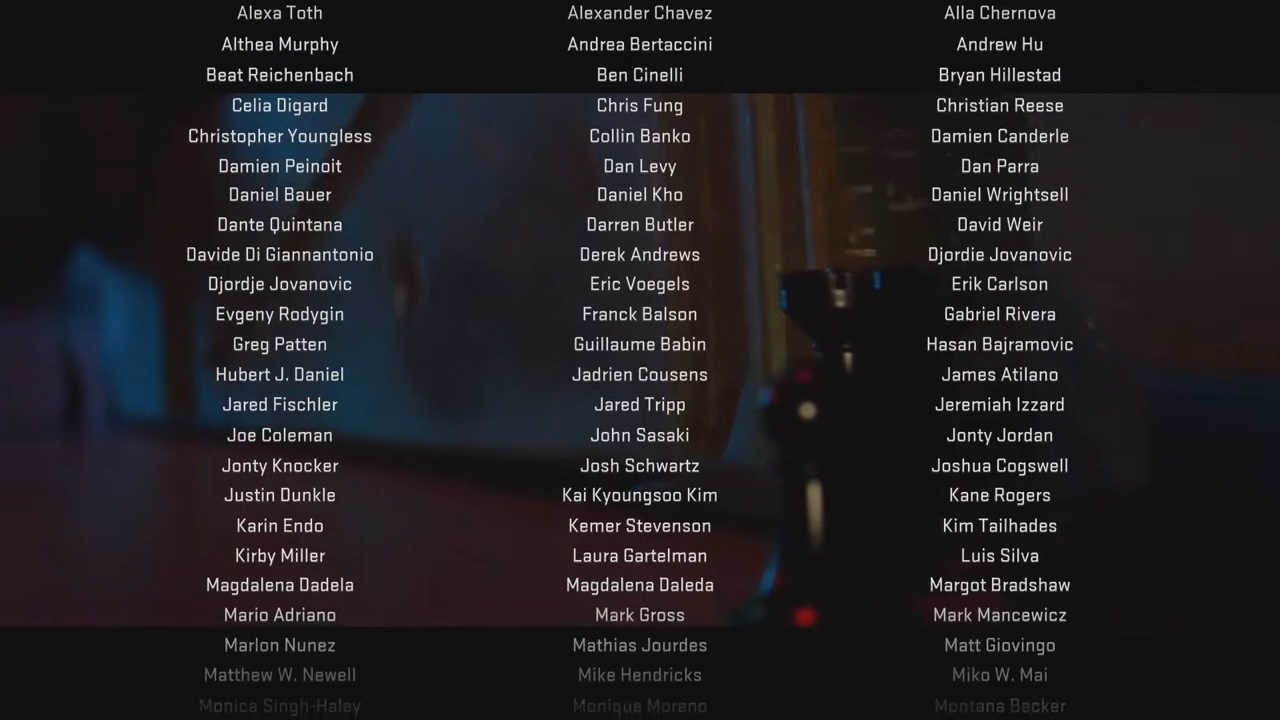 Alexa Toth Alexander Chavez Alla Chernova
Althea Murphy Andrea Bertaccini Andrew Hu
Beat Reichenbach Ben Cinelli Bryan Hillestad
Celia Digard Chris Fung Christian Reese
Christopher Youngless Collin Banko Damien Canderle
Damien Peinoit Dan Levy Dan Parra
Daniel Bauer Daniel Kho Daniel Wrightsell
Dante Quintana Darren Butler David Weir
Davide Di Giannantonio Derek Andrews Djordie Jovanovic
Djordje Jovanovic Eric Voegels Erik Carlson
Evgeny Rodygin Franck Balson Gabriel Rivera
Greg Patten Guillaume Babin Hasan Bajramovic
Hubert J. Daniel Jadrien Cousens James Atilano
Jared Fischler Jared Tripp Jeremiah Izzard
Joe Coleman John Sasaki Jonty Jordan
Jonty Knocker Josh Schwartz Joshua Cogswell
Justin Dunkle Kai Kyoungsoo Kim Kane Rogers
Karin Endo Kemer Stevenson Kim Tailhades
Kirby Miller Laura Gartelman Luis Silva
Magdalena Dadela Magdalena Daleda Margot Bradshaw
Mario Adriano Mark Gross Mark Mancewicz
Marlon Nunez Mathias Jourdes Matt Giovingo
Matthew W. Newell Mike Hendricks Miko W. Mai
Monica Singh-Haley Monique Moreno Montana Backer